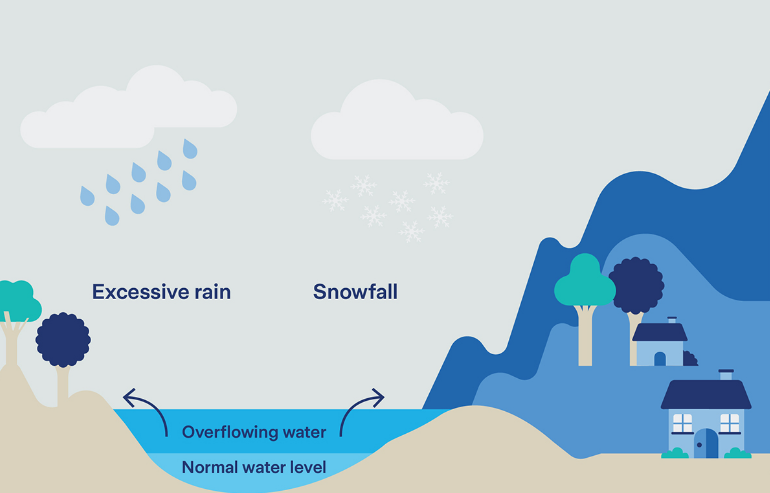 Excessive rain
Snowfall
Overflowing water
Normal water level